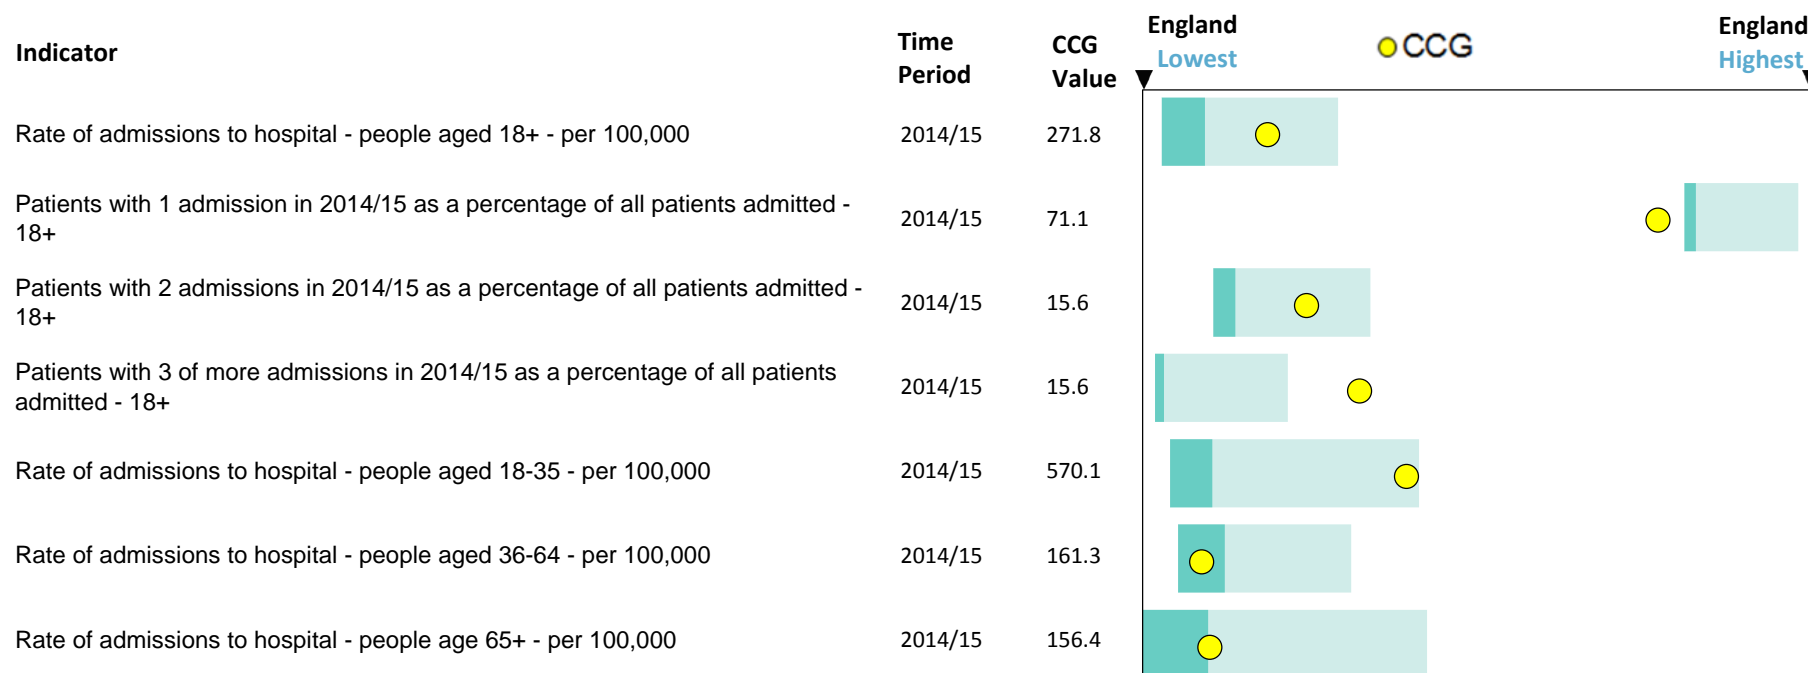 Indicator
Time
Period
CCG
Value
England
Lowest
CCG
England
Highest
Rate of admissions to hospital - people aged 18+ - per 100,000
2014/15
271.8
Patients with 1 admission in 2014/15 as a percentage of all patients admitted -
18+
2014/15
71.1
Patients with 2 admissions in 2014/15 as a percentage of all patients admitted -
18+
2014/15
15.6
Patients with 3 of more admissions in 2014/15 as a percentage of all patients
admitted - 18+
2014/15
15.6
Rate of admissions to hospital - people aged 18-35 - per 100,000
2014/15
570.1
Rate of admissions to hospital - people aged 36-64 - per 100,000
2014/15
161.3
Rate of admissions to hospital - people age 65+ - per 100,000
2014/15
156.4